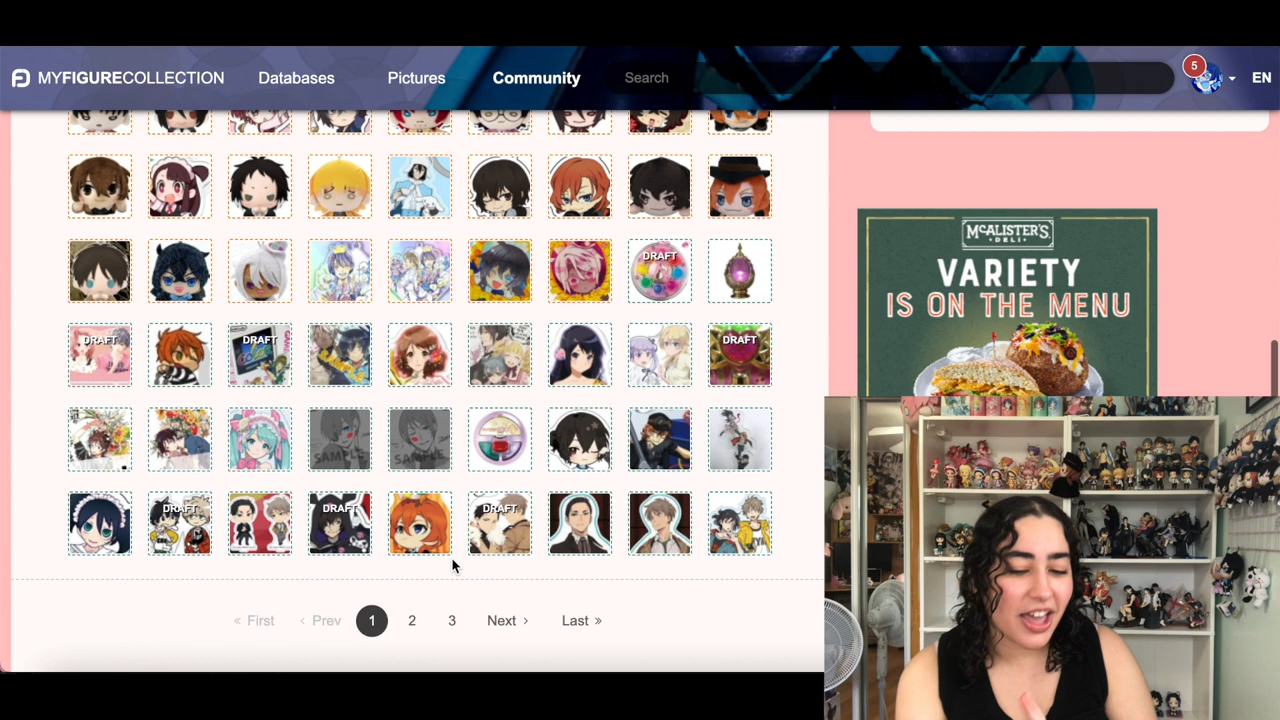 MYFIGURECOLLECTION Databases Pictures Community Search 5 EN
McALISTER'S
DELI
VARIETY
IS ON THE MENU
DRAFT
DRAFT DRAFT DRAFT
SAMPLE SAMPLE
DRAFT DRAFT DRAFT
« First ‹ Prev 1 2 3 Next › Last »